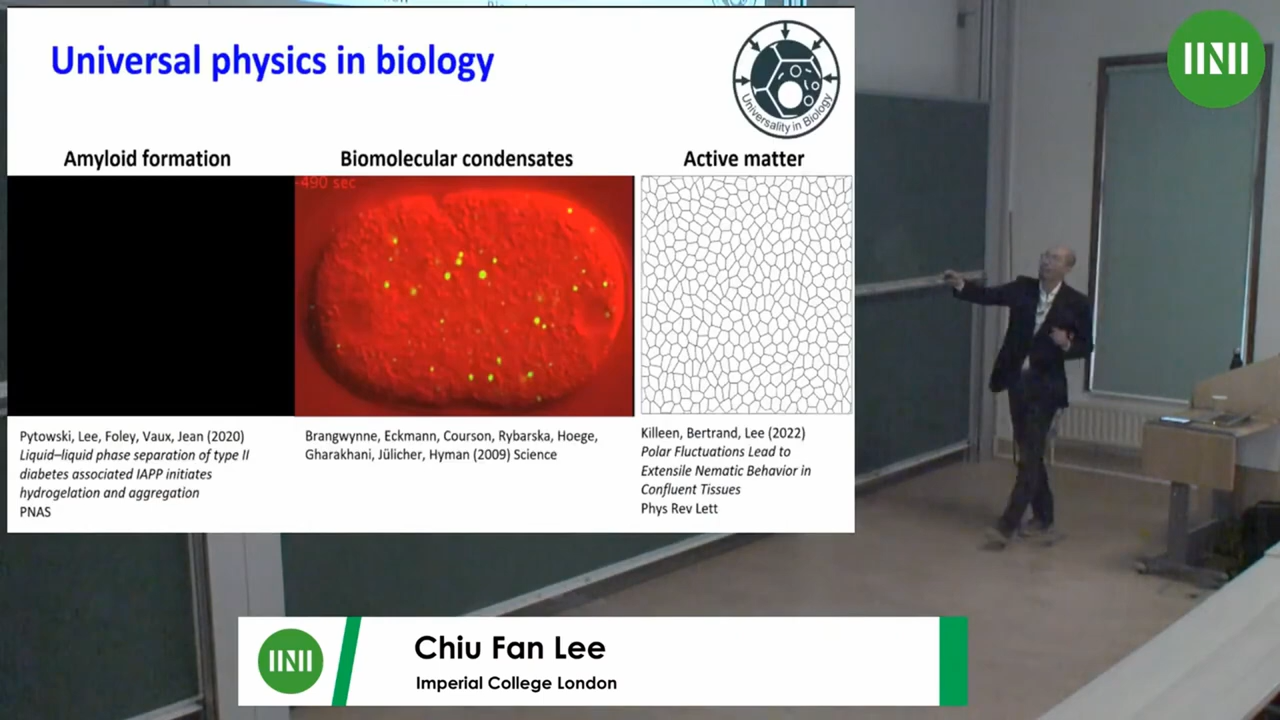 Universal physics in biology
Universality in Biology
Amyloid formation
Biomolecular condensates
Active matter
-490 sec
Pytowski, Lee, Foley, Vaux, Jean (2020)
Liquid–liquid phase separation of type II
diabetes associated IAPP initiates
hydrogelation and aggregation
PNAS
Brangwynne, Eckmann, Courson, Rybarska, Hoege,
Gharakhani, Jülicher, Hyman (2009) Science
Killeen, Bertrand, Lee (2022)
Polar Fluctuations Lead to
Extensile Nematic Behavior in
Confluent Tissues
Phys Rev Lett
Chiu Fan Lee
Imperial College London